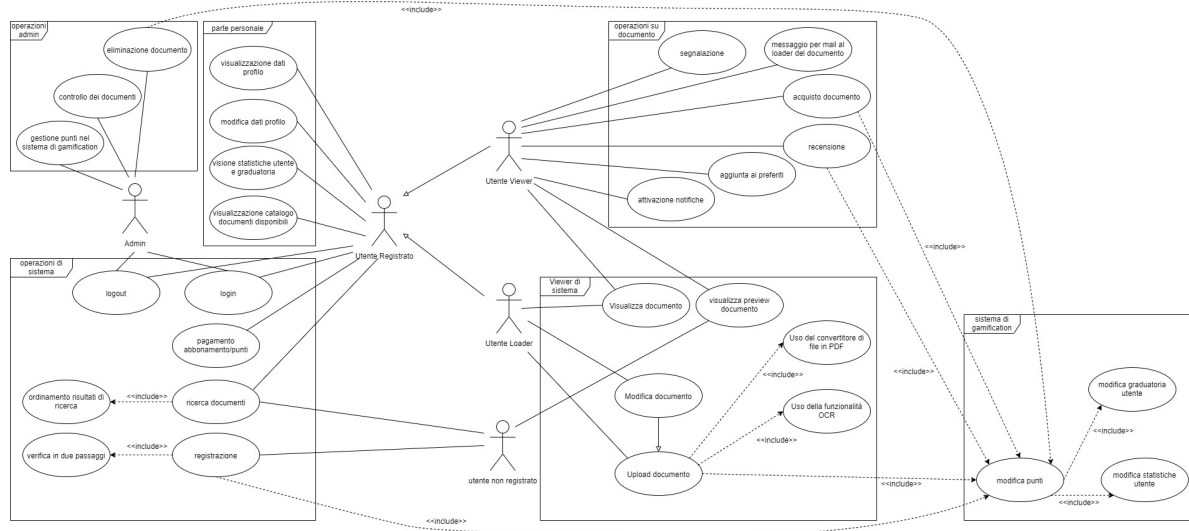 <<include>>
operazioni
admin
eliminazione documento
controllo dei documenti
gestione punti nel
sistema di gamification
Admin
parte personale
visualizzazione dati
profilo
modifica dati profilo
visione statistiche utente
e graduatoria
visualizzazione catalogo
documenti disponibili
Utente Registrato
Utente Viewer
operazioni su
documento
segnalazione
messaggio per mail al
loader del documento
acquisto documento
recensione
aggiunta ai preferiti
attivazione notifiche
<<include>>
operazioni di
sistema
logout
login
pagamento
abbonamento/punti
ordinamento risultati di
ricerca
<<include>>
ricerca documenti
verifica in due passaggi
<<include>>
registrazione
Utente Loader
utente non registrato
Viewer di
sistema
Visualizza documento
visualizza preview
documento
Uso del convertitore di
file in PDF
<<include>>
Modifica documento
Uso della funzionalità
OCR
<<include>>
Upload documento
<<include>>
<<include>>
<<include>>
sistema di
gamification
modifica graduatoria
utente
<<include>>
modifica punti
modifica statistiche
utente
<<include>>